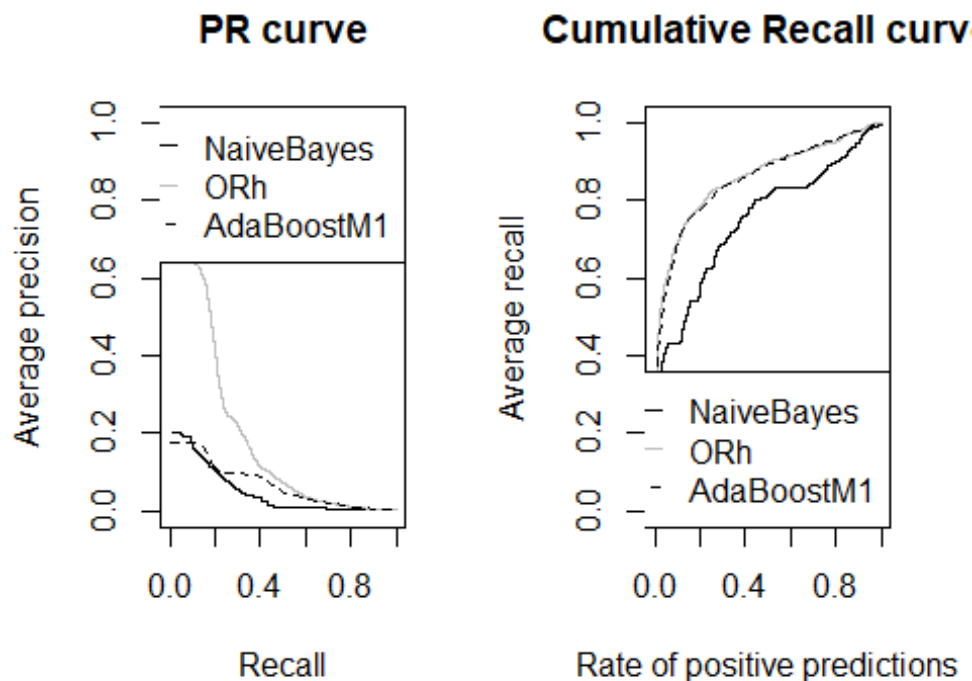 PR curve
Average precision
1.0
0.8
0.6
0.4
0.2
0.0
NaiveBayes
ORh
AdaBoostM1
0.0 0.4 0.8
Recall
Cumulative Recall curv
Average recall
1.0
0.8
0.6
0.4
0.2
0.0
NaiveBayes
ORh
AdaBoostM1
0.0 0.4 0.8
Rate of positive predictions